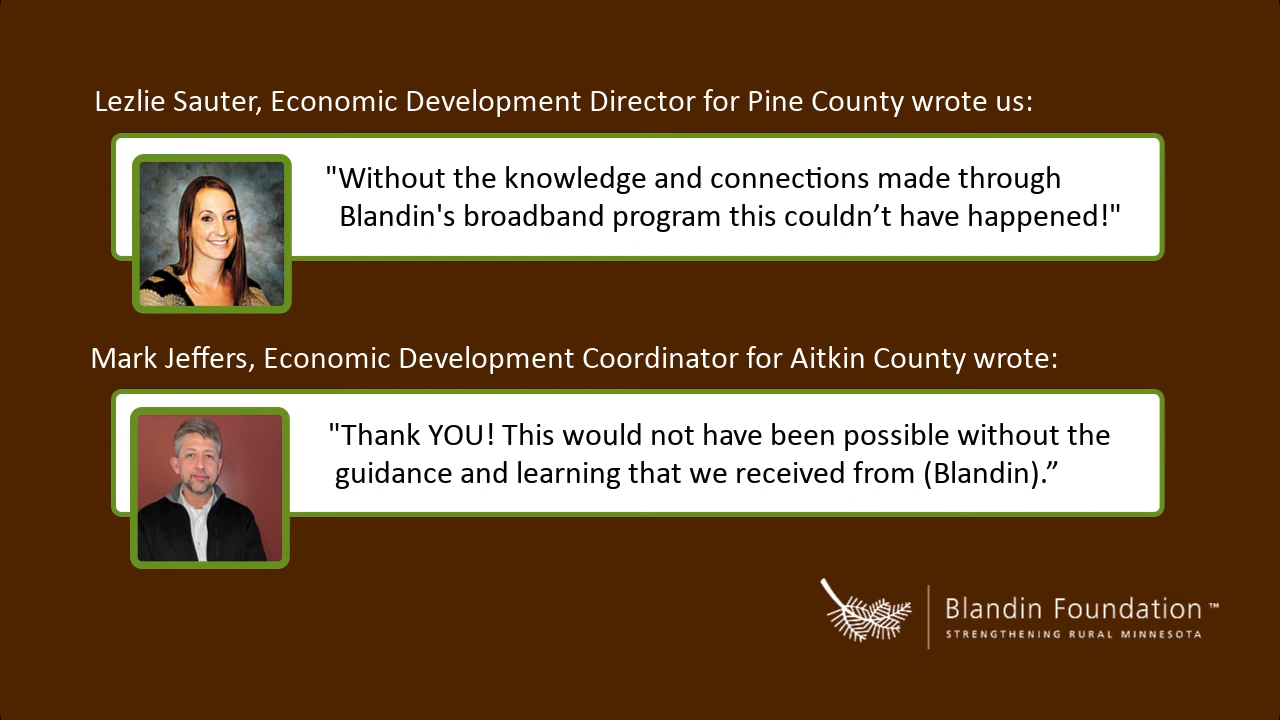 Lezlie Sauter, Economic Development Director for Pine County wrote us:
"Without the knowledge and connections made through
Blandin's broadband program this couldn’t have happened!"
Mark Jeffers, Economic Development Coordinator for Aitkin County wrote:
"Thank YOU! This would not have been possible without the
guidance and learning that we received from (Blandin).”
Blandin Foundation™
STRENGTHENING RURAL MINNESOTA